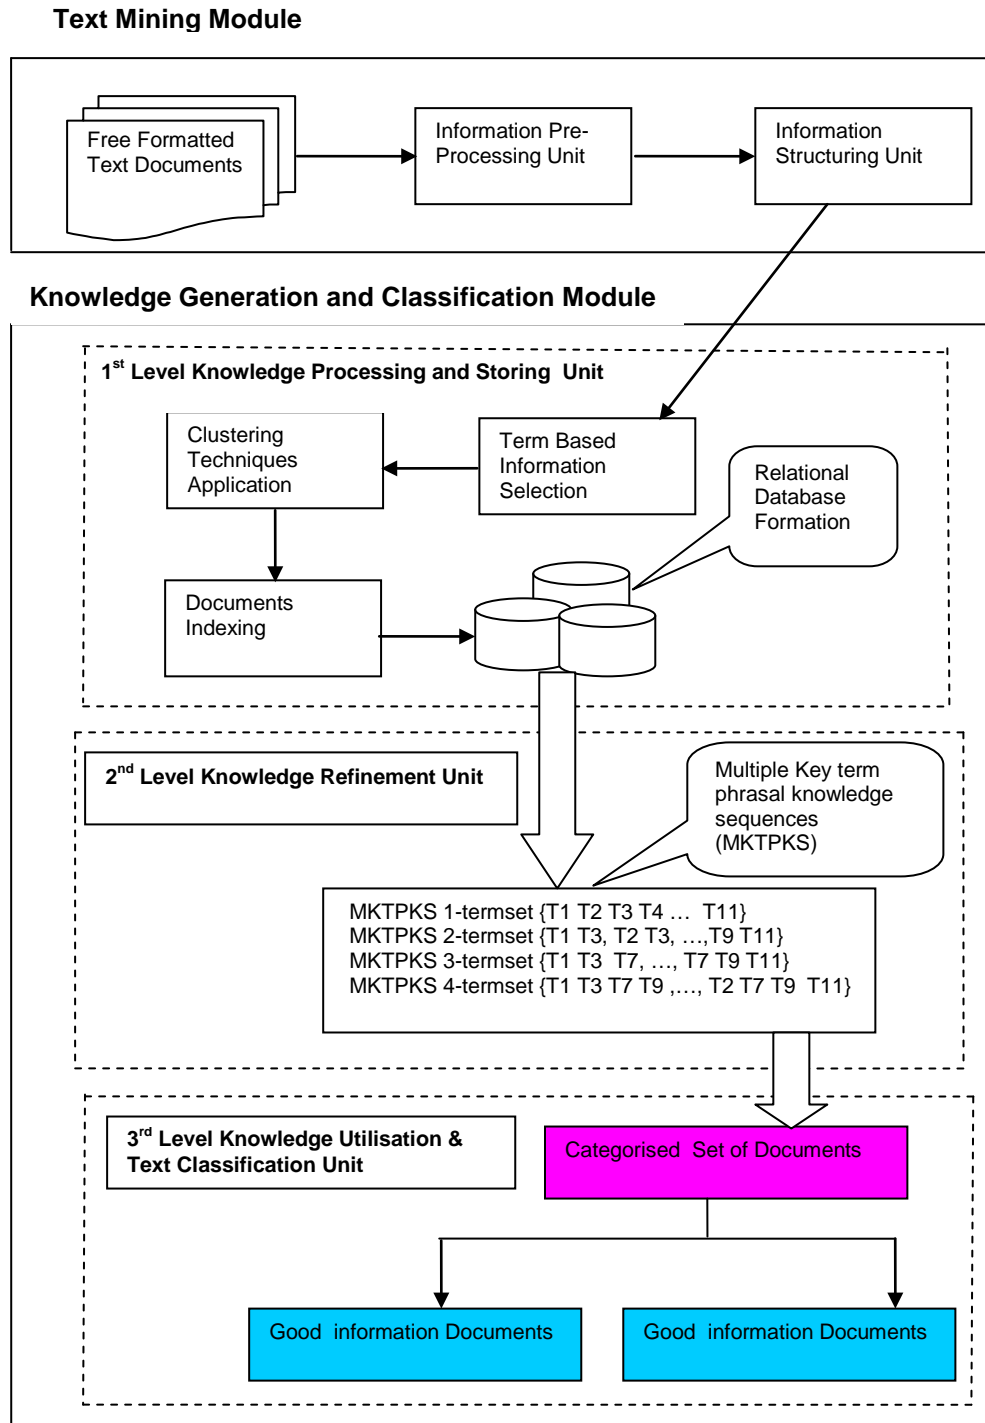 Text Mining Module
Free Formatted
Text Documents
Information Pre-
Processing Unit
Information
Structuring Unit
Knowledge Generation and Classification Module
1st Level Knowledge Processing and Storing Unit
Clustering
Techniques
Application
Term Based
Information
Selection
Relational
Database
Formation
Documents
Indexing
2nd Level Knowledge Refinement Unit
Multiple Key term
phrasal knowledge
sequences
(MKTPKS)
MKTPKS 1-termset {T1 T2 T3 T4 … T11}
MKTPKS 2-termset {T1 T3, T2 T3, …,T9 T11}
MKTPKS 3-termset {T1 T3 T7, …, T7 T9 T11}
MKTPKS 4-termset {T1 T3 T7 T9 ,…, T2 T7 T9 T11}
3rd Level Knowledge Utilisation &
Text Classification Unit
Categorised Set of Documents
Good information Documents
Good information Documents